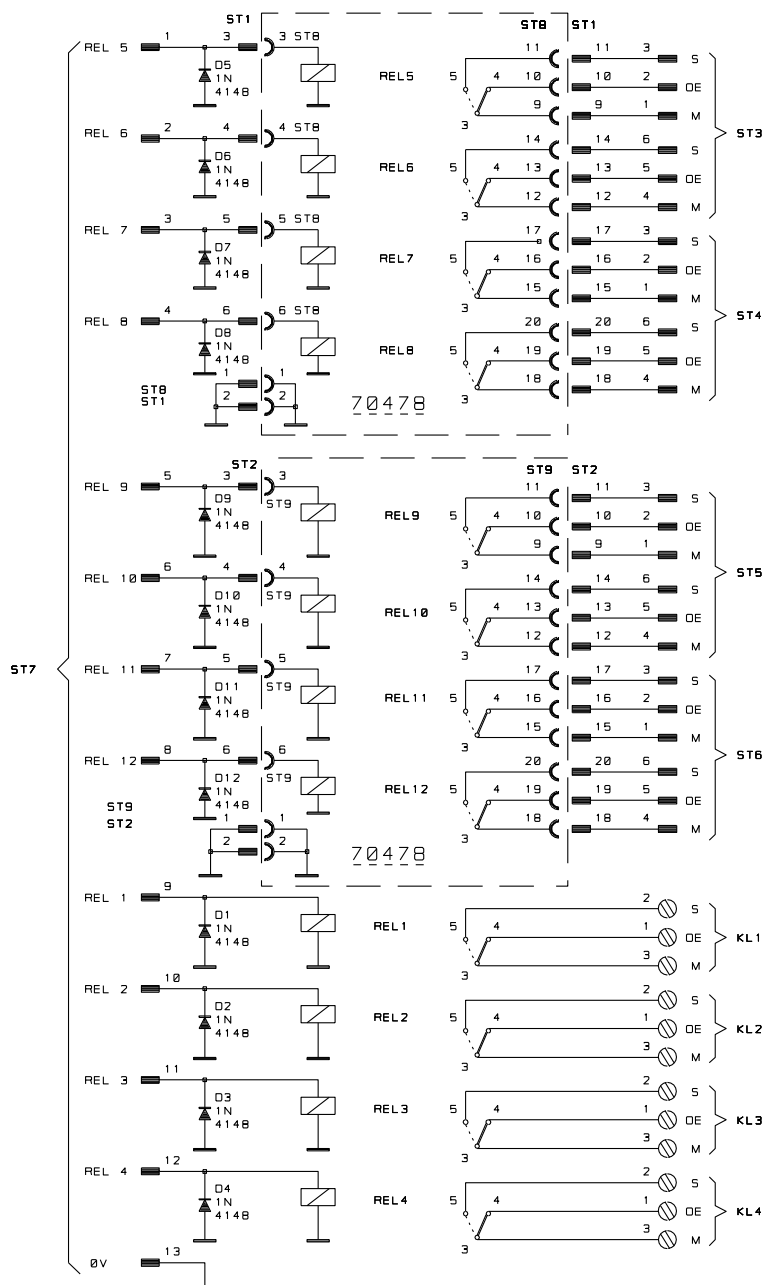 ST1 ST8 ST1
REL 5 1 3 3 ST8 REL5 5 4 3 11 11 3 S
D5 1N 4148 10 10 2 OE
9 9 1 M
ST3
REL 6 2 4 4 ST8 REL6 5 4 3 14 14 6 S
D6 1N 4148 13 13 5 OE
12 12 4 M
REL 7 3 5 5 ST8 REL7 5 4 3 17 17 3 S
D7 1N 4148 16 16 2 OE
15 15 1 M
ST4
REL 8 4 6 6 ST8 REL8 5 4 3 20 20 6 S
D8 1N 4148 19 19 5 OE
18 18 4 M
ST8 1 1
ST1 2 2
70478
ST2 ST9 ST2
REL 9 5 3 3 ST9 REL9 5 4 3 11 11 3 S
D9 1N 4148 10 10 2 OE
9 9 1 M
ST5
REL 10 6 4 4 ST9 REL10 5 4 3 14 14 6 S
D10 1N 4148 13 13 5 OE
12 12 4 M
ST7
REL 11 7 5 5 ST9 REL11 5 4 3 17 17 3 S
D11 1N 4148 16 16 2 OE
15 15 1 M
ST6
REL 12 8 6 6 ST9 REL12 5 4 3 20 20 6 S
D12 1N 4148 19 19 5 OE
18 18 4 M
ST9 1 1
ST2 2 2
70478
REL 1 9 REL1 5 4 3 2 S
D1 1N 4148 1 OE
3 M
KL1
REL 2 10 REL2 5 4 3 2 S
D2 1N 4148 1 OE
3 M
KL2
REL 3 11 REL3 5 4 3 2 S
D3 1N 4148 1 OE
3 M
KL3
REL 4 12 REL4 5 4 3 2 S
D4 1N 4148 1 OE
3 M
KL4
0V 13